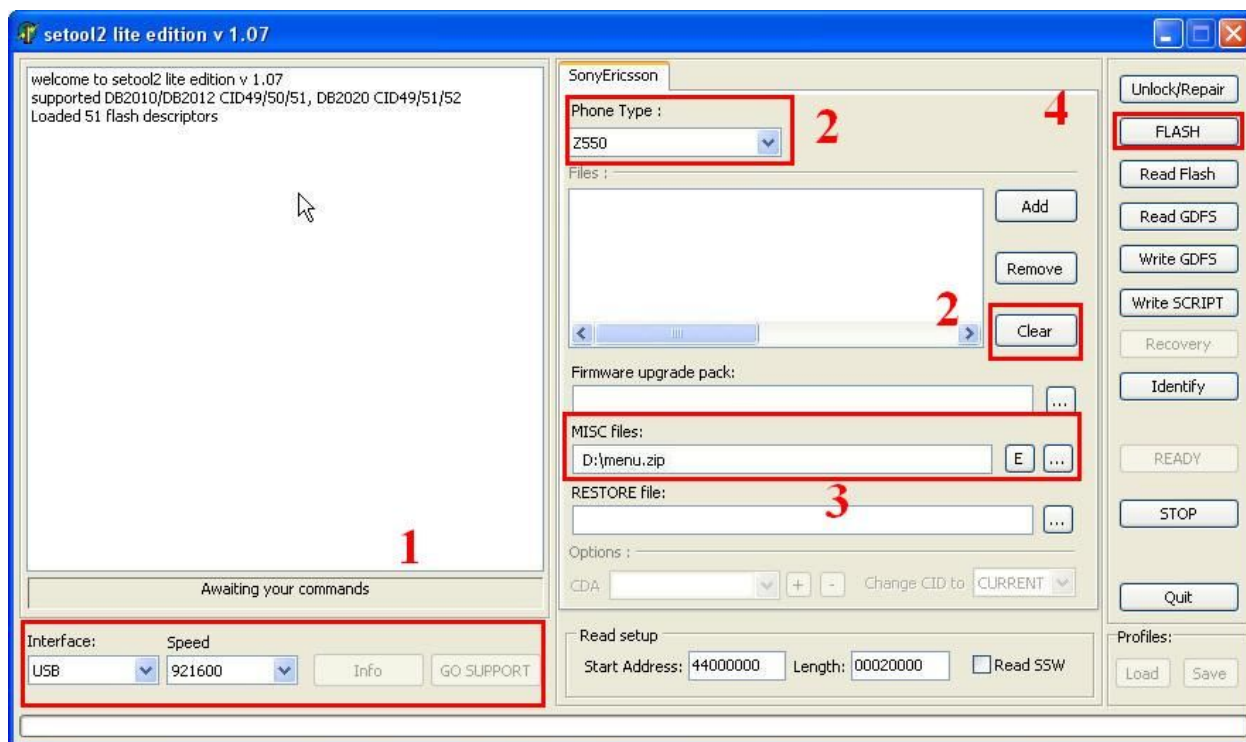 setool2 lite edition v 1.07
welcome to setool2 lite edition v 1.07
supported DB2010/DB2012 CID49/50/51, DB2020 CID49/51/52
Loaded 51 flash descriptors
1
Awaiting your commands
Interface:
Speed
USB
921600
Info
GO SUPPORT
SonyEricsson
Phone Type :
Z550
2
4
Files :
Add
Remove
2
Clear
Firmware upgrade pack:
...
MISC files:
D:\menu.zip
E
...
RESTORE file:
3
...
Options :
CDA
+
-
Change CID to
CURRENT
Read setup
Start Address:
44000000
Length:
00020000
Read SSW
Unlock/Repair
FLASH
Read Flash
Read GDFS
Write GDFS
Write SCRIPT
Recovery
Identify
READY
STOP
Quit
Profiles:
Load
Save